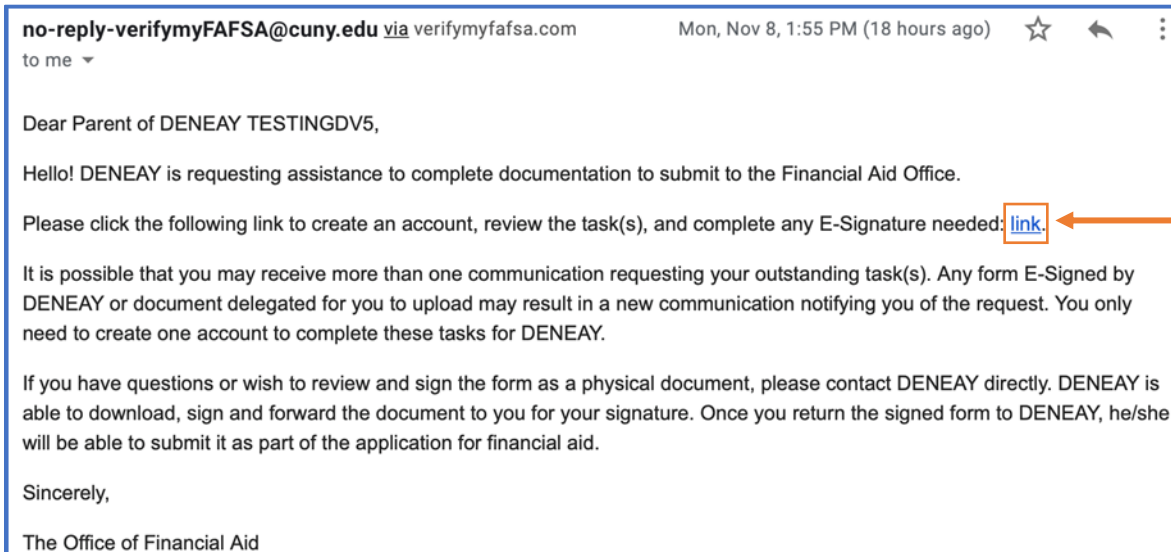 no-reply-verifymyFAFSA@cuny.edu via verifymyfafsa.com Mon, Nov 8, 1:55 PM (18 hours ago)
to me
Dear Parent of DENEAY TESTINGDV5,
Hello! DENEAY is requesting assistance to complete documentation to submit to the Financial Aid Office.
Please click the following link to create an account, review the task(s), and complete any E-Signature needed: link.
It is possible that you may receive more than one communication requesting your outstanding task(s). Any form E-Signed by
DENEAY or document delegated for you to upload may result in a new communication notifying you of the request. You only
need to create one account to complete these tasks for DENEAY.
If you have questions or wish to review and sign the form as a physical document, please contact DENEAY directly. DENEAY is
able to download, sign and forward the document to you for your signature. Once you return the signed form to DENEAY, he/she
will be able to submit it as part of the application for financial aid.
Sincerely,
The Office of Financial Aid